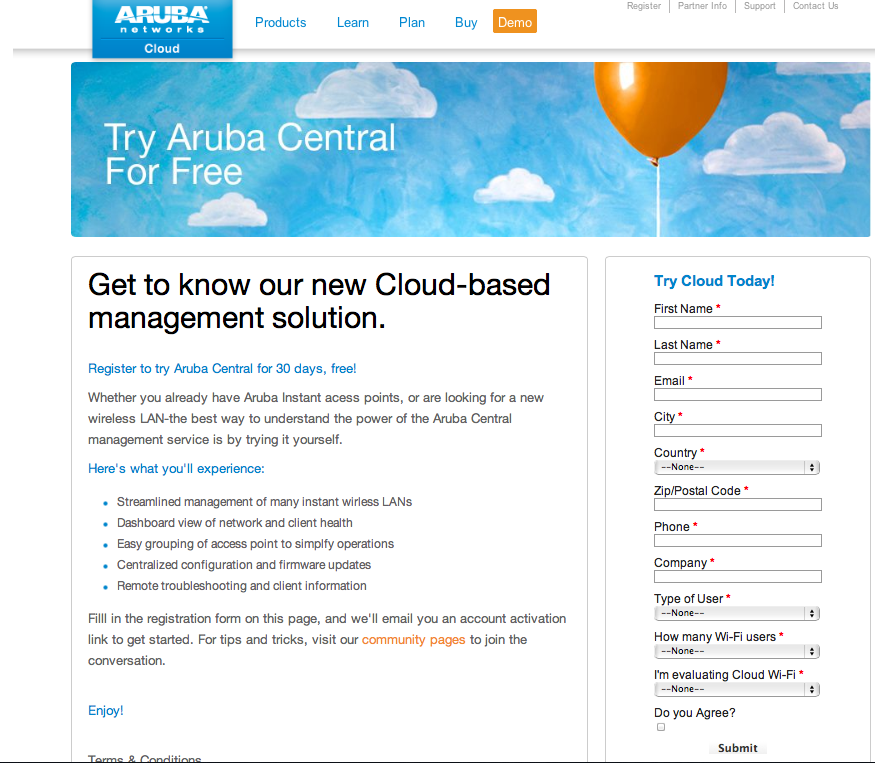 ARUBA
networks
Cloud
Products
Learn
Plan
Buy
Demo
Register
Partner Info
Support
Contact Us
Try Aruba Central
For Free
Get to know our new Cloud-based
management solution.
Register to try Aruba Central for 30 days, free!
Whether you already have Aruba Instant acess points, or are looking for a new
wireless LAN-the best way to understand the power of the Aruba Central
management service is by trying it yourself.
Here's what you'll experience:
Streamlined management of many instant wirless LANs
Dashboard view of network and client health
Easy grouping of access point to simplfy operations
Centralized configuration and firmware updates
Remote troubleshooting and client information
Filll in the registration form on this page, and we'll email you an account activation
link to get started. For tips and tricks, visit our community pages to join the
conversation.
Enjoy!
Terms & Conditions
Try Cloud Today!
First Name *
Last Name *
Email *
City *
Country *
--None--
Zip/Postal Code *
Phone *
Company *
Type of User *
--None--
How many Wi-Fi users *
--None--
I'm evaluating Cloud Wi-Fi *
--None--
Do you Agree?
Submit